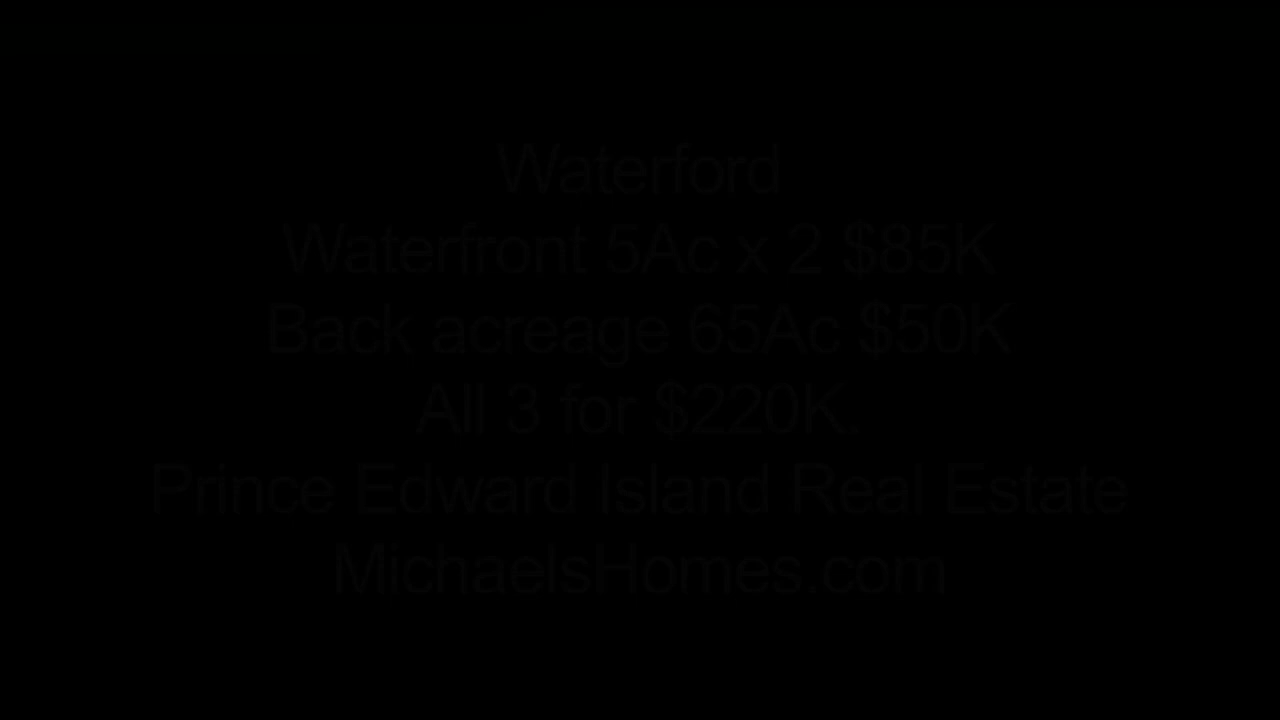 Waterford
Waterfront 5Ac x 2 $85K
Back acreage 65Ac $50K
All 3 for $220K.
Prince Edward Island Real Estate
MichaelsHomes.com